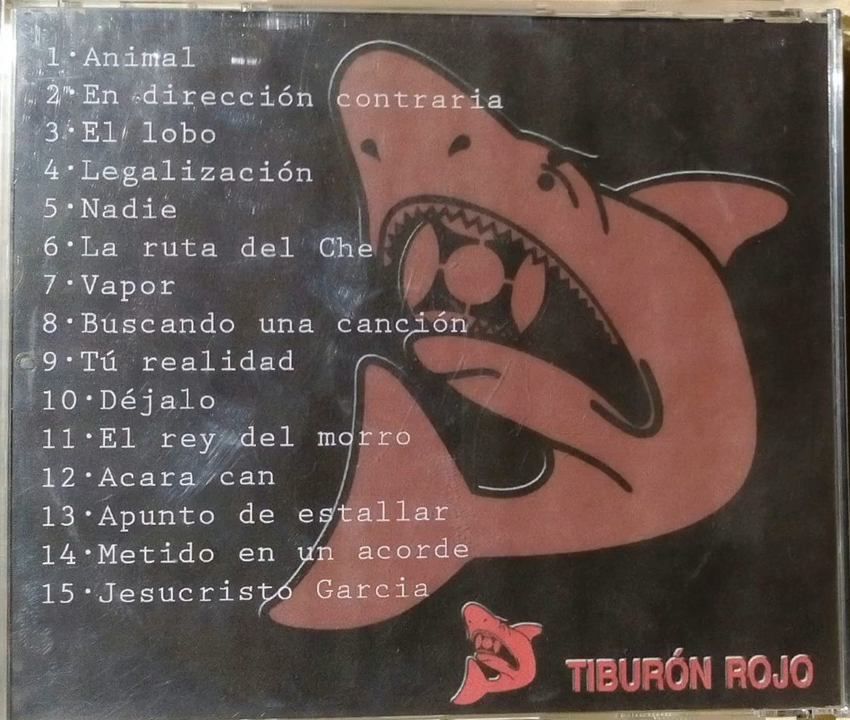 1·Animal
2·En dirección contraria
3·El lobo
4·Legalización
5·Nadie
6·La ruta del Che
7·Vapor
8·Buscando una canción
9·Tú realidad
10·Déjalo
11·El rey del morro
12·Acara can
13·Apunto de estallar
14·Metido en un acorde
15·Jesucristo Garcia
TIBURÓN ROJO